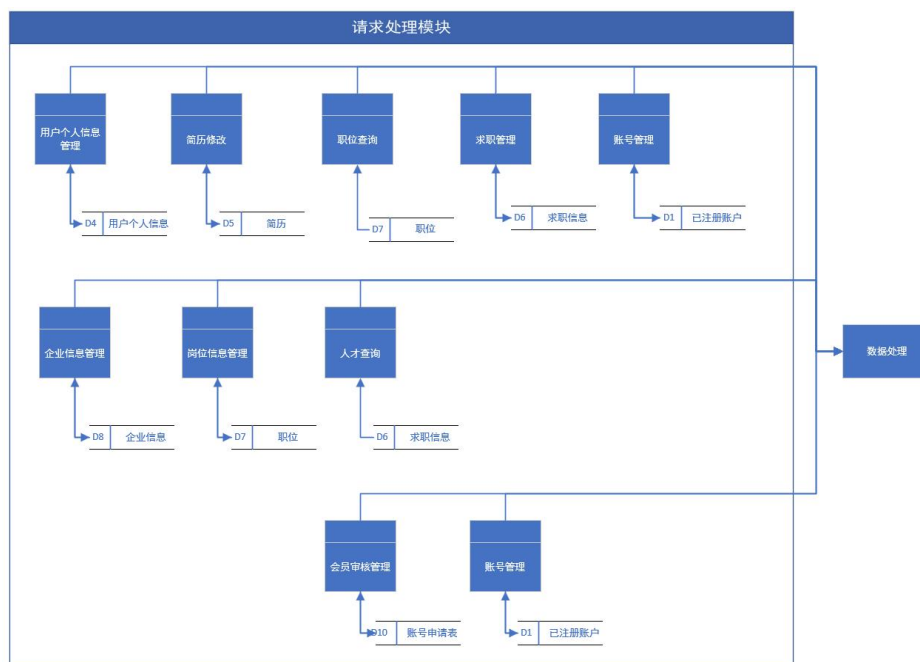 请求处理模块
用户个人信息
管理
简历修改
职位查询
求职管理
账号管理
D4 用户个人信息
D5 简历
D7 职位
D6 求职信息
D1 已注册账户
企业信息管理
岗位信息管理
人才查询
数据处理
D8 企业信息
D7 职位
D6 求职信息
会员审核管理
账号管理
D10 账号申请表
D1 已注册账户